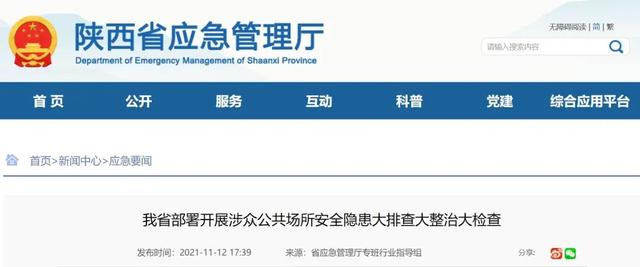 陕西省应急管理厅
Department of Emergency Management of Shaanxi Province
无障碍阅读 | 简 | 繁
请输入搜索内容
首 页 公开 服务 互动 科普 党建 综合应用平台
首页>新闻中心>应急要闻
我省部署开展涉众公共场所安全隐患大排查大整治大检查
发布时间：2021-11-12 17:39 来源：省应急管理厅专班行业指导组 分享: